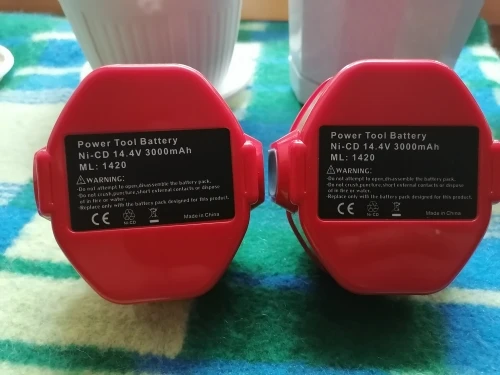 Power Tool Battery
Ni-CD 14.4V 3000mAh
ML: 1420
WARNING:
·Do not attempt to open,disassemble the battery pack.
·Do not crush,puncture,short external contacts or dispose
of in fire or water.
·Replace only with the battery pack designed for this product.
CE
Ni-CD
Made in China
Power Tool Battery
Ni-CD 14.4V 3000mAh
ML: 1420
WARNING:
·Do not attempt to open,disassemble the battery pack.
·Do not crush,puncture,short external contacts or dispose
of in fire or water.
·Replace only with the battery pack designed for this product.
CE
Ni-CD
Made in China